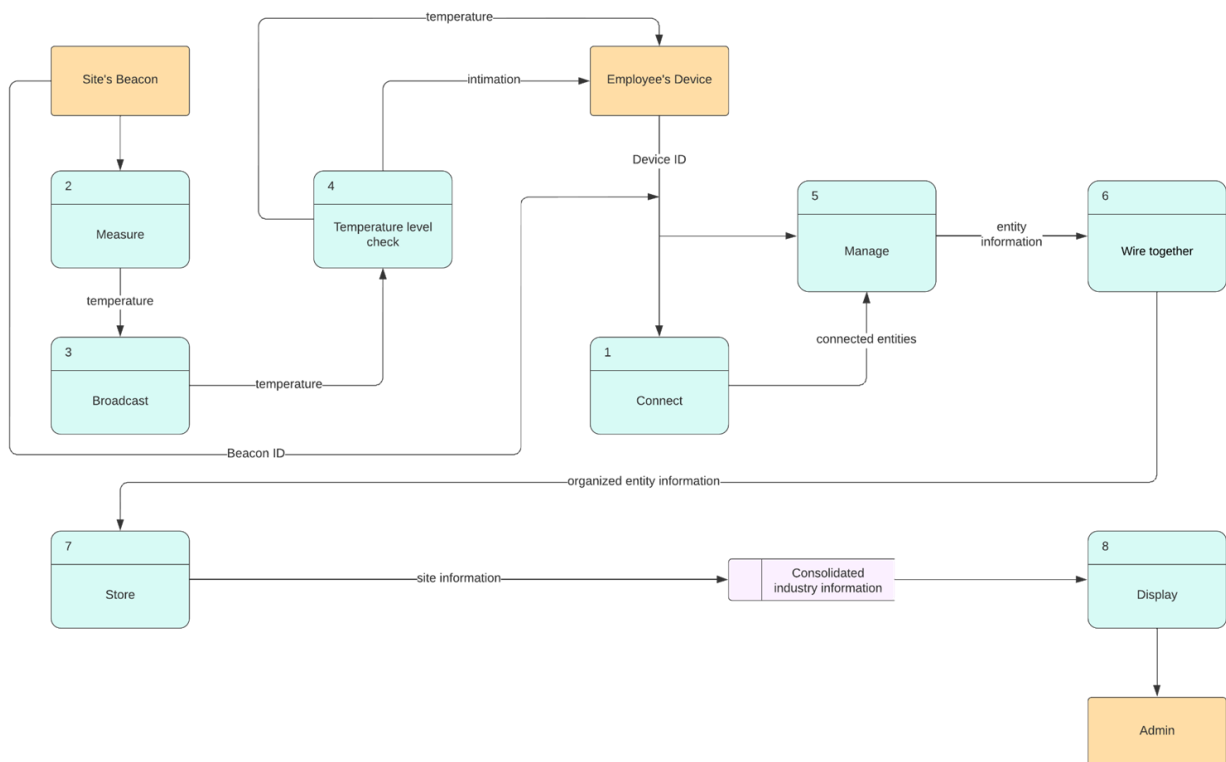 temperature
Site's Beacon
intimation
Employee's Device
Device ID
2
Measure
4
Temperature level
check
5
Manage
entity
information
6
Wire together
temperature
3
Broadcast
temperature
1
Connect
connected entities
Beacon ID
organized entity information
7
Store
site information
Consolidated
industry information
8
Display
Admin